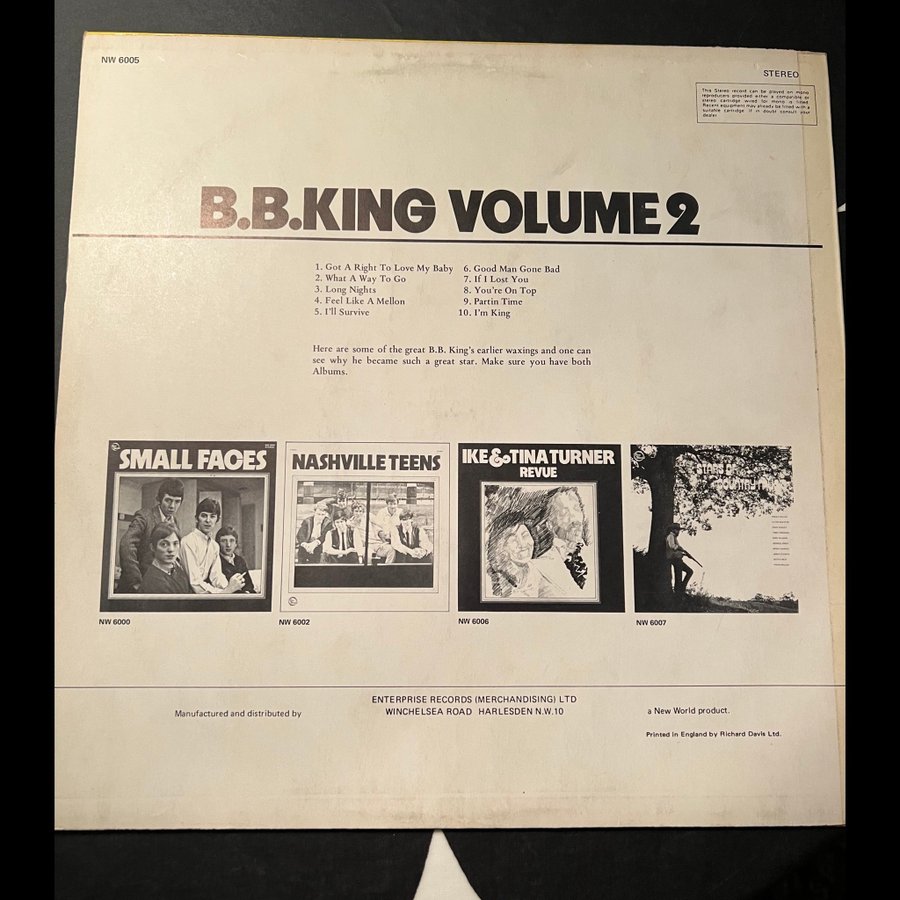 NW 6005
STEREO
This Stereo record can be played on mono
reproducers provided either a compatible or
stereo cartridge wired for mono is fitted.
Recent equipment may already be fitted with a
suitable cartridge. If in doubt consult your
dealer.
B.B.KING VOLUME 2
1. Got A Right To Love My Baby
2. What A Way To Go
3. Long Nights
4. Feel Like A Mellon
5. I'll Survive
6. Good Man Gone Bad
7. If I Lost You
8. You're On Top
9. Partin Time
10. I'm King
Here are some of the great B.B. King's earlier waxings and one can
see why he became such a great star. Make sure you have both
Albums.
SMALL FACES
NASHVILLE TEENS
IKE & TINA TURNER
REVUE
STARS OF
NW 6000
NW 6002
NW 6006
NW 6007
Manufactured and distributed by
ENTERPRISE RECORDS (MERCHANDISING) LTD
WINCHELSEA ROAD HARLESDEN N.W.10
a New World product.
Printed in England by Richard Davis Ltd.